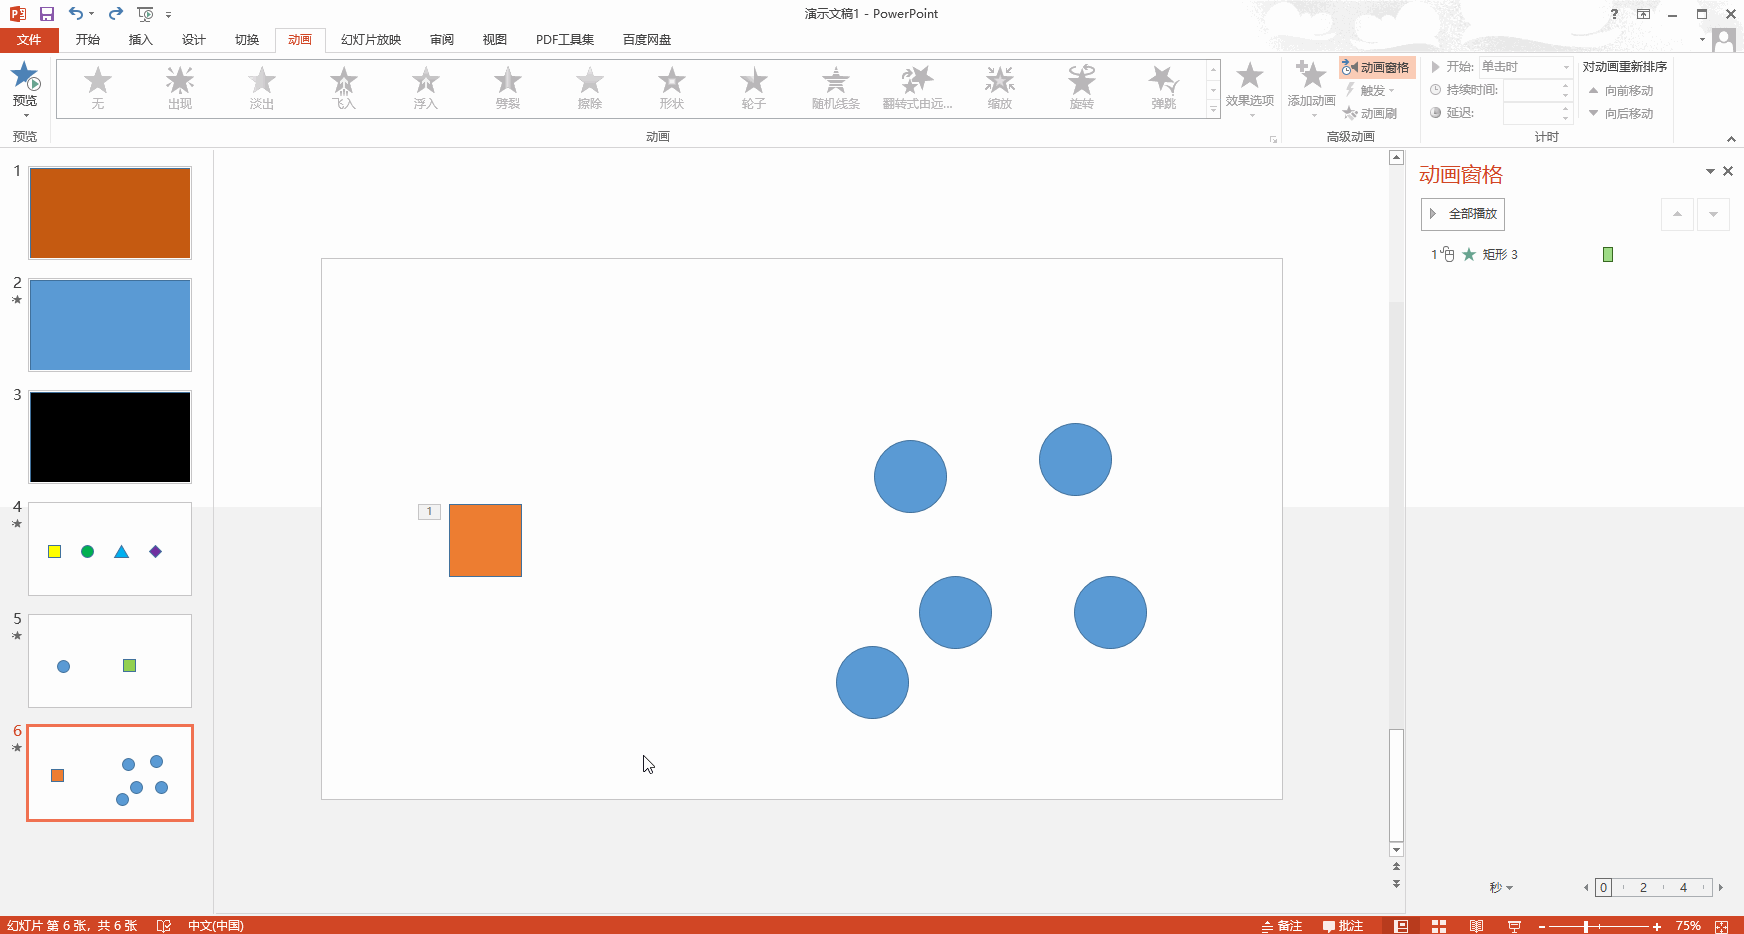 演示文稿1 - PowerPoint
?
文件 开始 插入 设计 切换 动画 幻灯片放映 审阅 视图 PDF工具集 百度网盘
预览
预览
无 出现 淡出 飞入 浮入 劈裂 擦除 形状 轮子 随机线条 翻转式由远... 缩放 旋转 弹跳
动画
效果选项
添加动画
动画窗格
触发
动画刷
高级动画
开始: 单击时
持续时间:
延迟:
计时
对动画重新排序
向前移动
向后移动
1
2
3
4
5
6
1
动画窗格
全部播放
1 矩形 3
秒 0 2 4
幻灯片 第 6 张，共 6 张 中文(中国) 备注 批注 75%